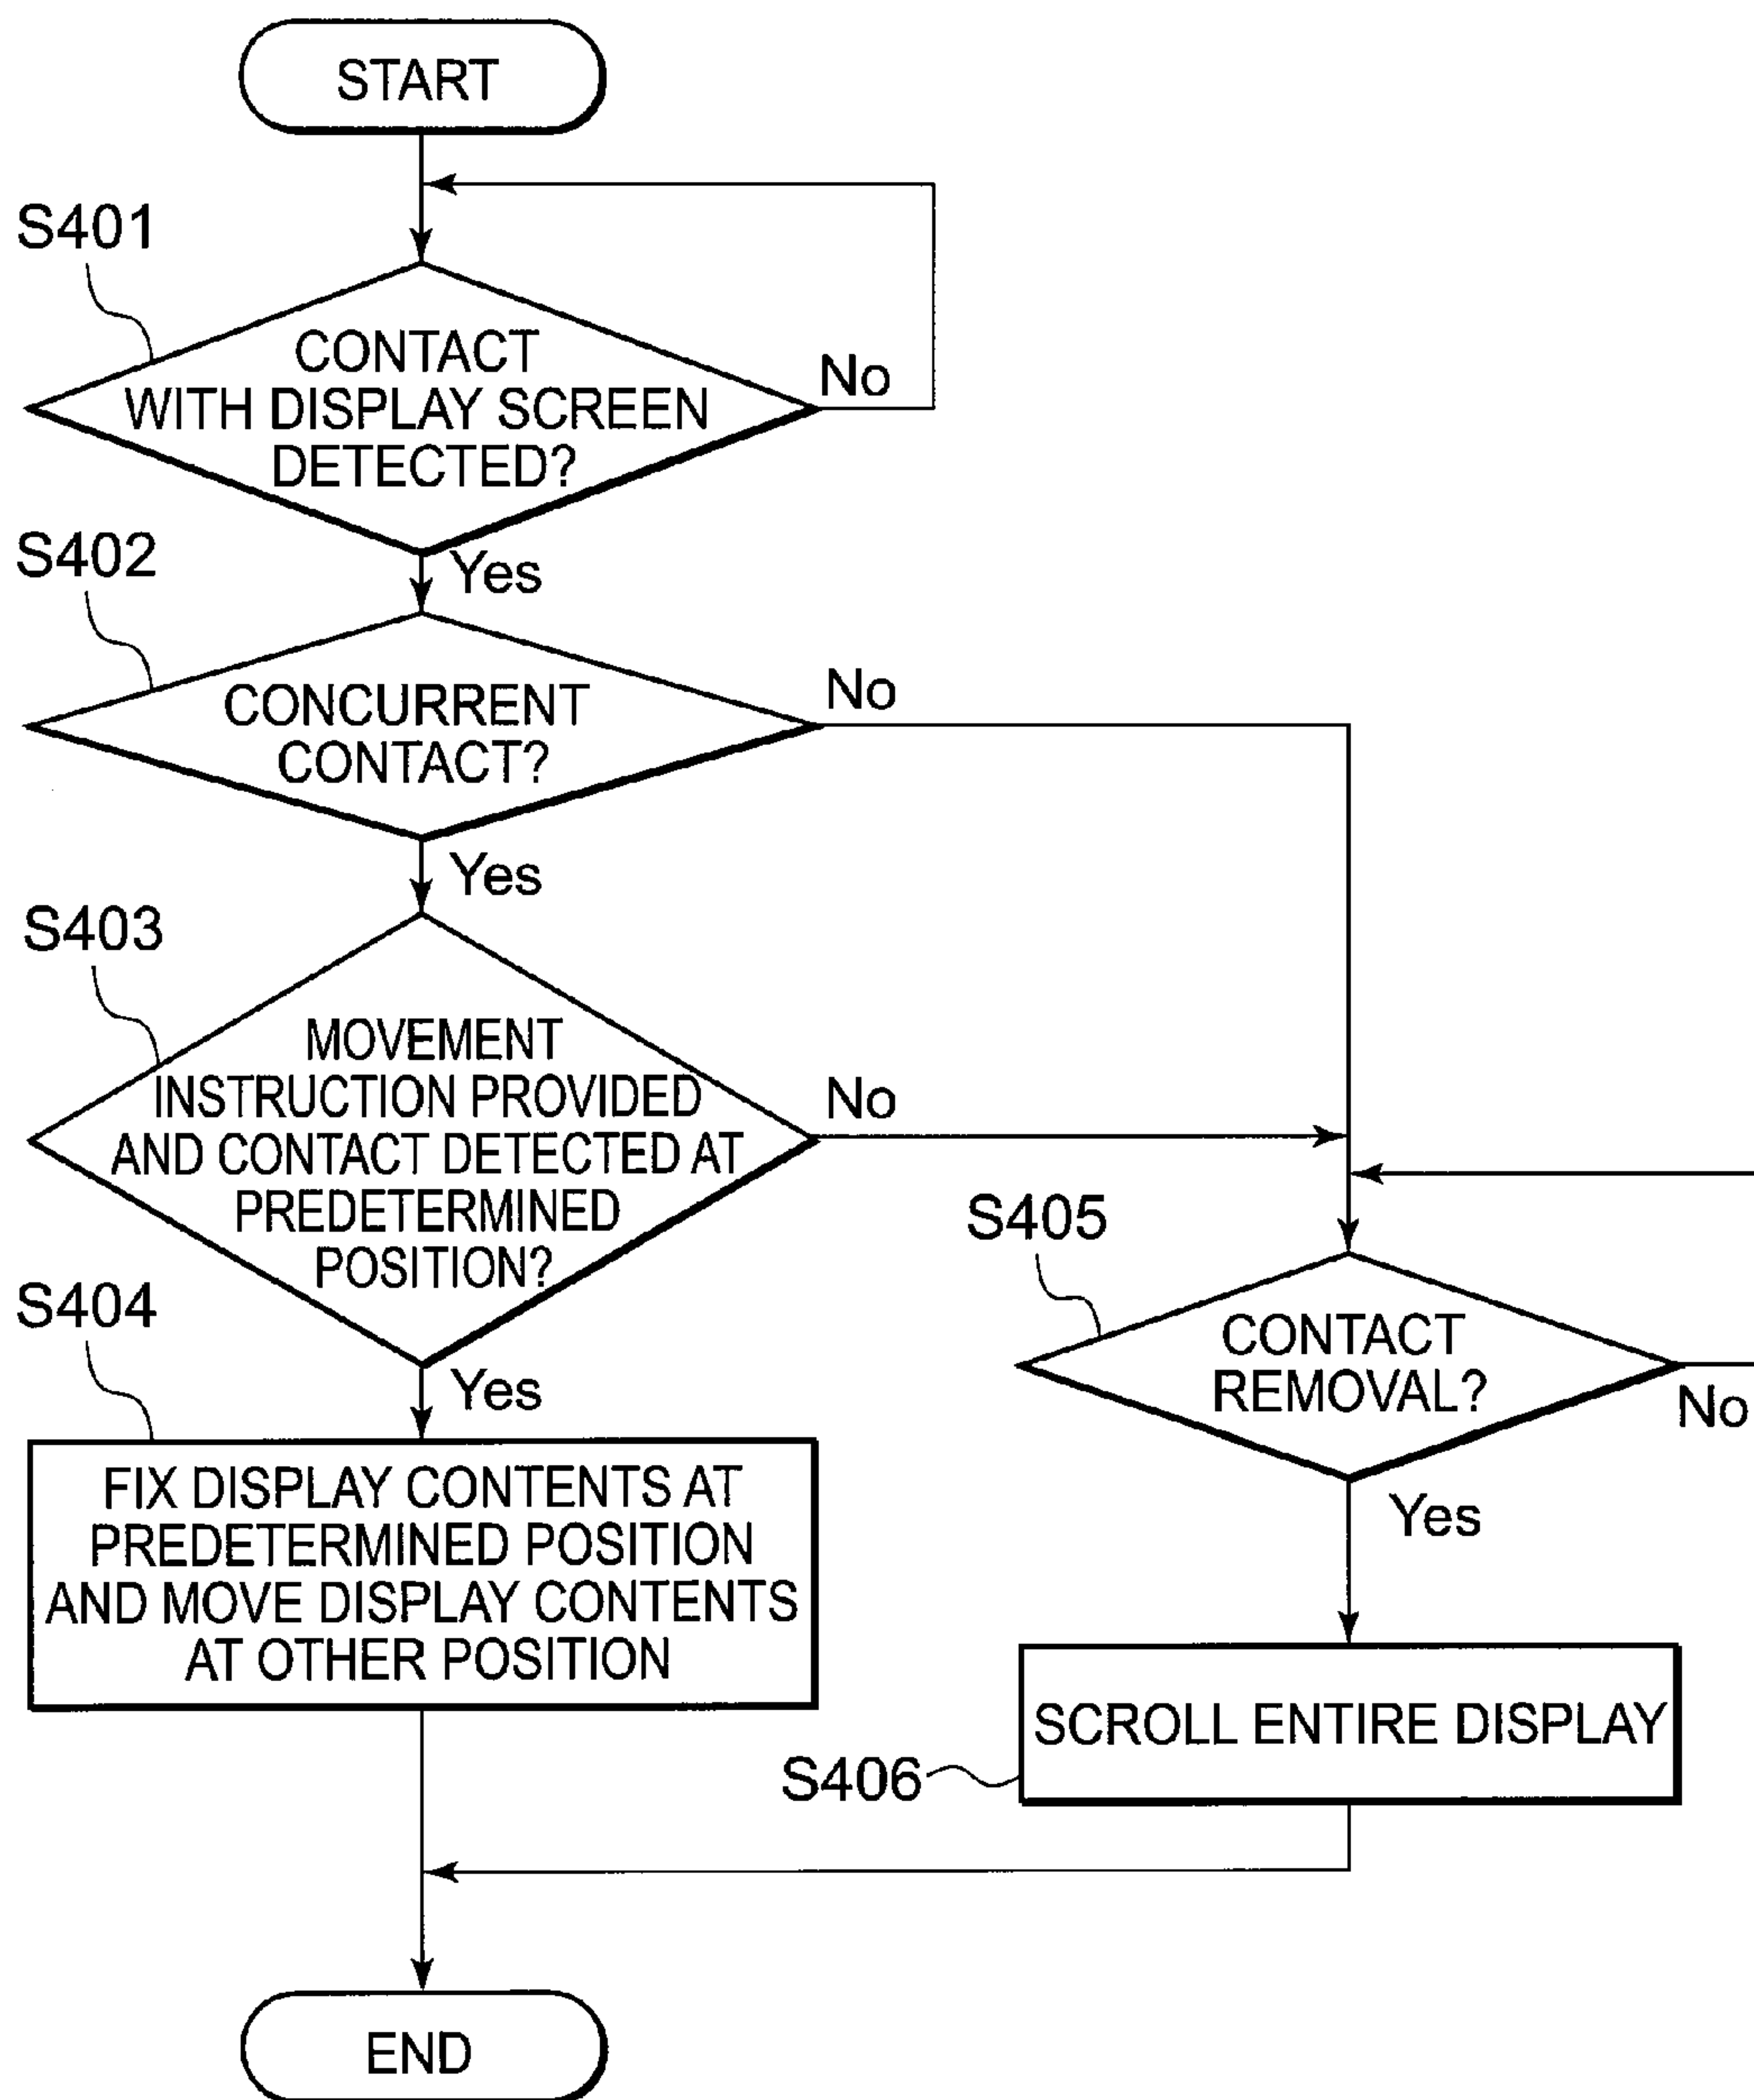 START
S401
CONTACT
WITH DISPLAY SCREEN
DETECTED?
No
S402
Yes
CONCURRENT
CONTACT?
No
Yes
S403
MOVEMENT
INSTRUCTION PROVIDED
AND CONTACT DETECTED AT
PREDETERMINED
POSITION?
No
S405
CONTACT
REMOVAL?
No
S404
Yes
FIX DISPLAY CONTENTS AT
PREDETERMINED POSITION
AND MOVE DISPLAY CONTENTS
AT OTHER POSITION
Yes
SCROLL ENTIRE DISPLAY
S406
END